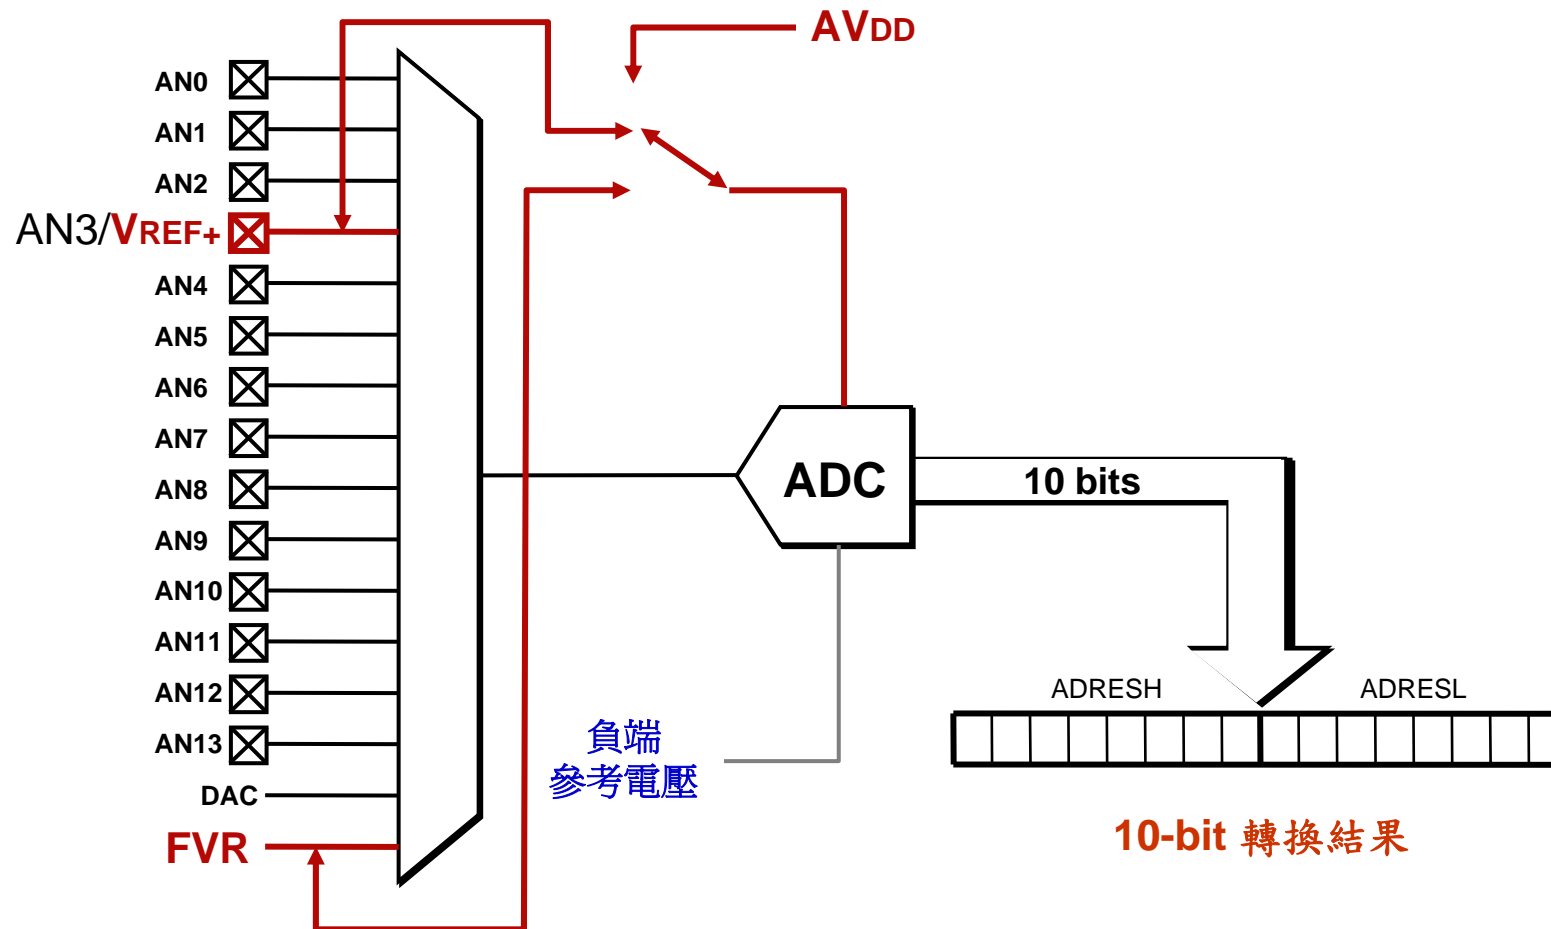 AVDD
AN0
AN1
AN2
AN3/VREF+
AN4
AN5
AN6
AN7
AN8
AN9
AN10
AN11
AN12
AN13
DAC
FVR
ADC
10 bits
負端
參考電壓
ADRESH
ADRESL
10-bit 轉換結果